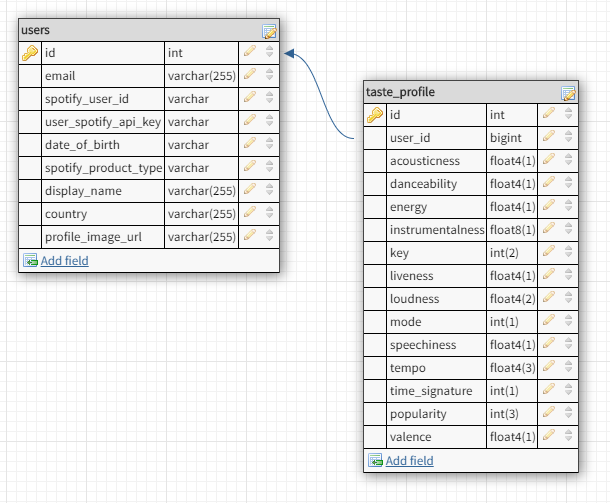 users
id int
email varchar(255)
spotify_user_id varchar
user_spotify_api_key varchar
date_of_birth varchar
spotify_product_type varchar
display_name varchar(255)
country varchar(255)
profile_image_url varchar(255)
Add field
taste_profile
id int
user_id bigint
acousticness float4(1)
danceability float4(1)
energy float4(1)
instrumentalness float8(1)
key int(2)
liveness float4(1)
loudness float4(2)
mode int(1)
speechiness float4(1)
tempo float4(3)
time_signature int(1)
popularity int(3)
valence float4(1)
Add field